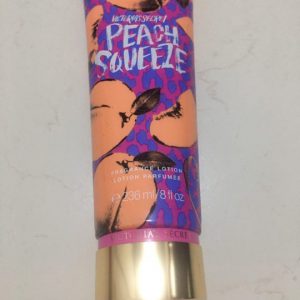 VICTORIA'S SECRET
PEACH
SQUEEZE
FRAGRANCE LOTION
LOTION PARFUMÉE
℮ 236 ml/8 fl oz